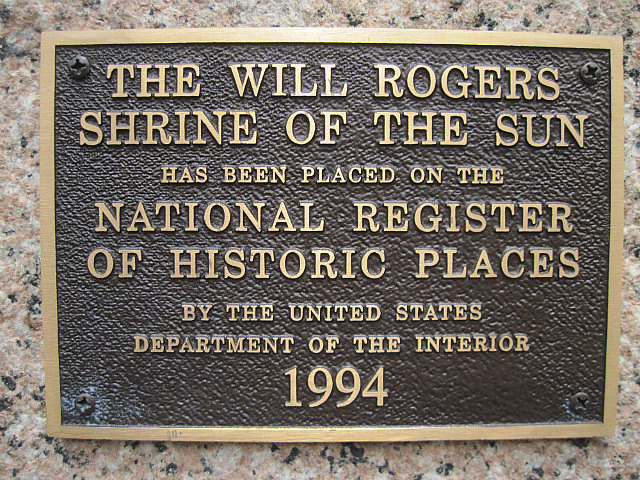 THE WILL ROGERS
SHRINE OF THE SUN
HAS BEEN PLACED ON THE
NATIONAL REGISTER
OF HISTORIC PLACES
BY THE UNITED STATES
DEPARTMENT OF THE INTERIOR
1994